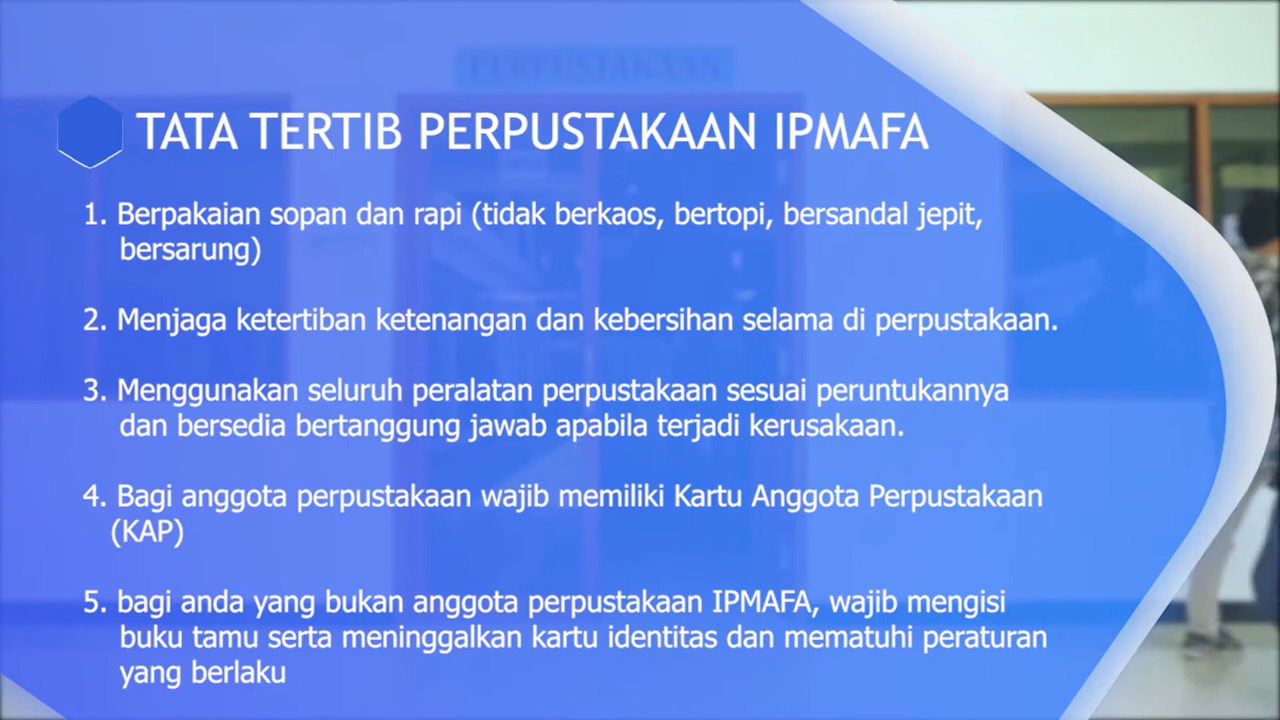 PERPUSTAKAAN
TATA TERTIB PERPUSTAKAAN IPMAFA
1. Berpakaian sopan dan rapi (tidak berkaos, bertopi, bersandal jepit,
bersarung)
2. Menjaga ketertiban ketenangan dan kebersihan selama di perpustakaan.
3. Menggunakan seluruh peralatan perpustakaan sesuai peruntukannya
dan bersedia bertanggung jawab apabila terjadi kerusakaan.
4. Bagi anggota perpustakaan wajib memiliki Kartu Anggota Perpustakaan
(KAP)
5. bagi anda yang bukan anggota perpustakaan IPMAFA, wajib mengisi
buku tamu serta meninggalkan kartu identitas dan mematuhi peraturan
yang berlaku